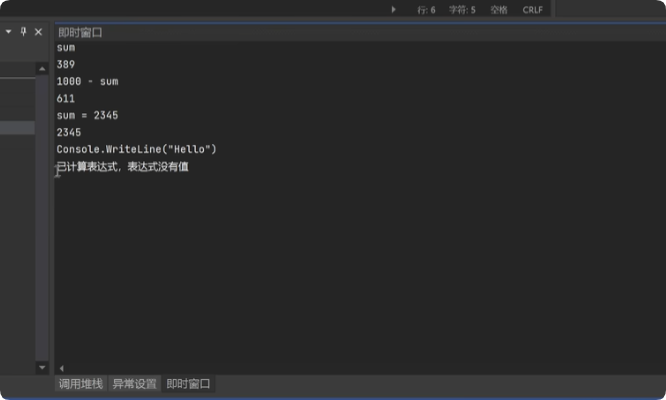 行: 6 字符: 5 空格 CRLF
即时窗口
sum
389
1000 - sum
611
sum = 2345
2345
Console.WriteLine("Hello")
已计算表达式，表达式没有值
调用堆栈 异常设置 即时窗口